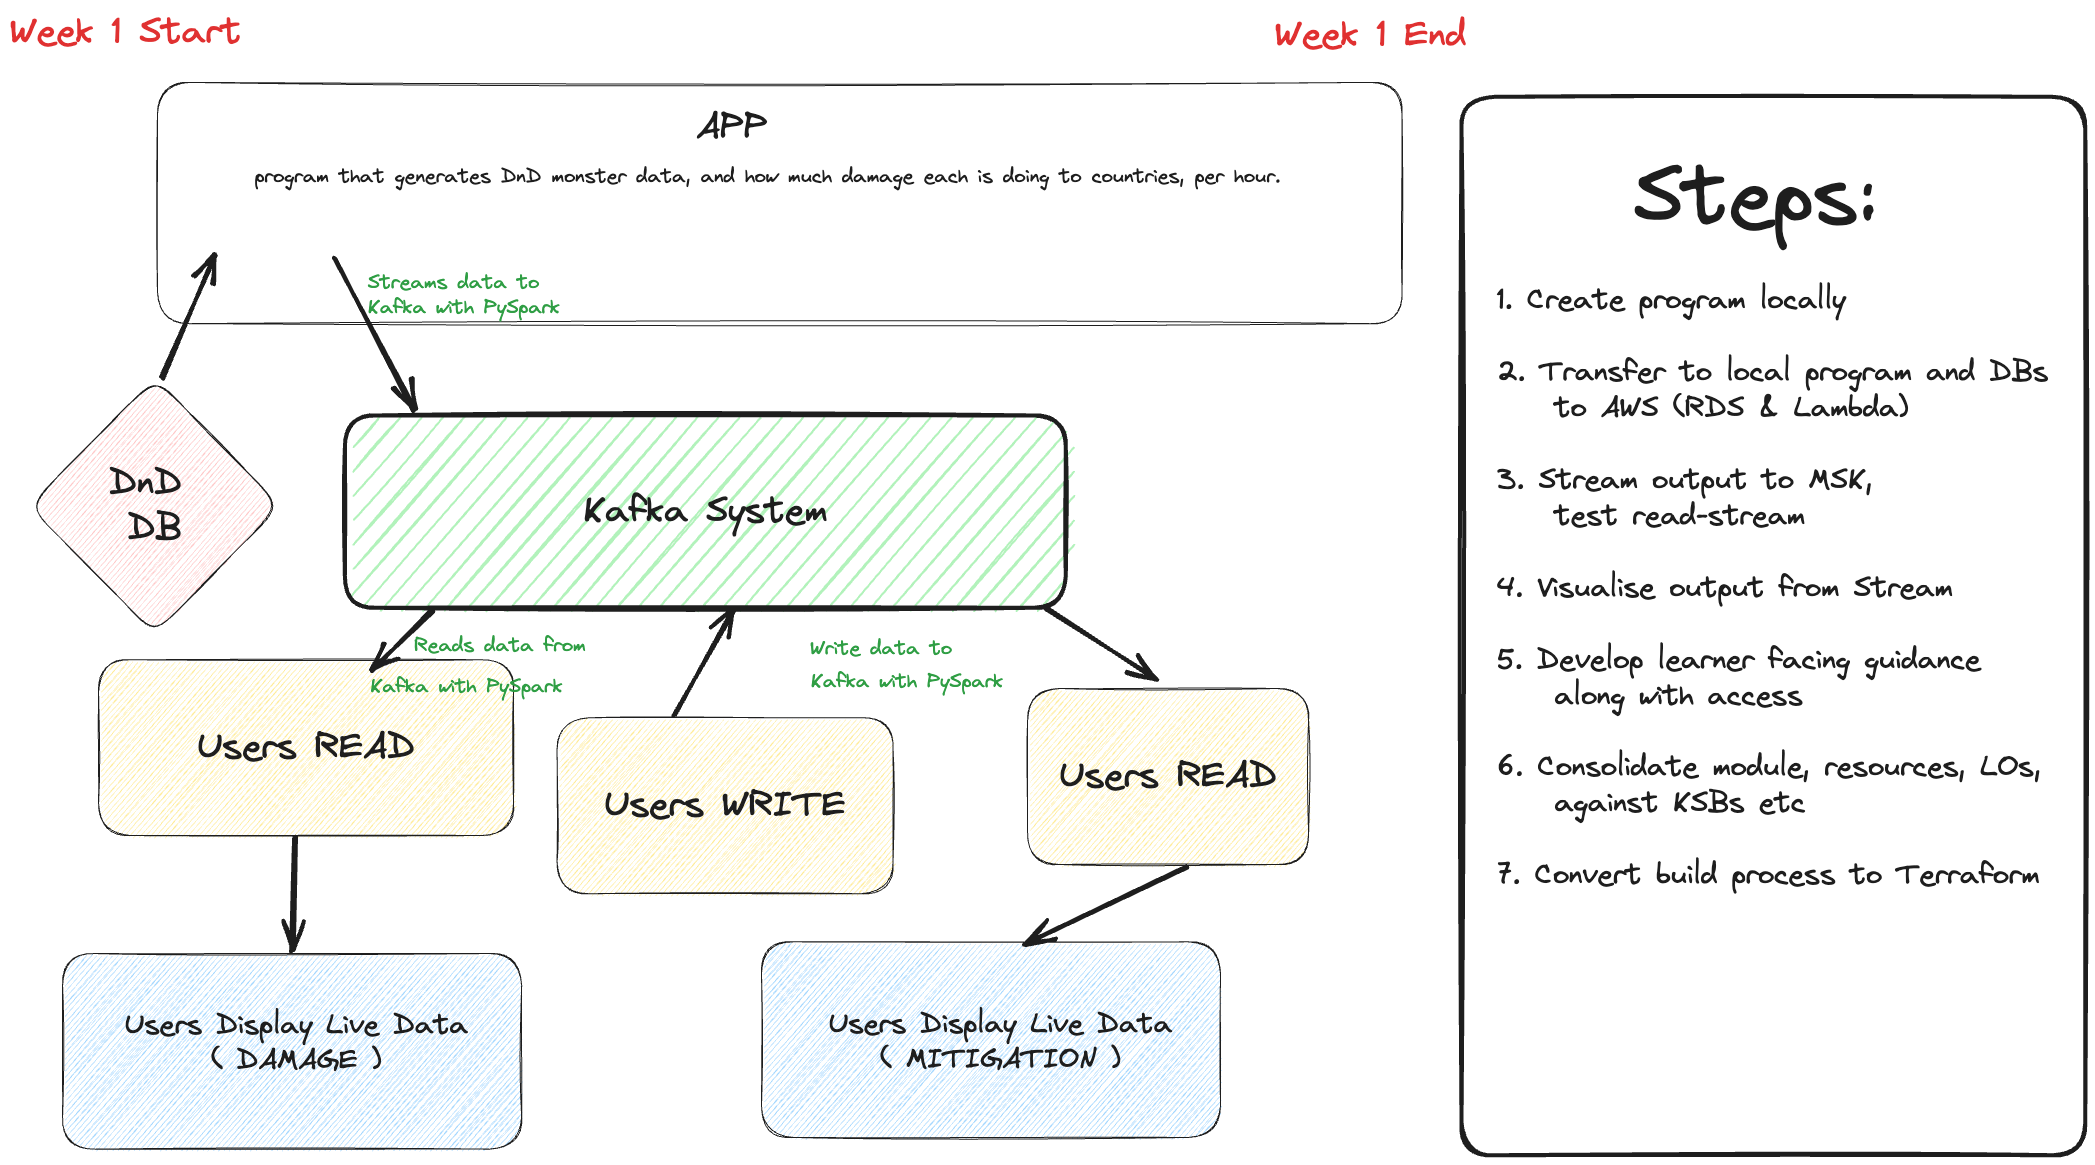 Week 1 Start
Week 1 End
APP
program that generates DnD monster data, and how much damage each is doing to countries, per hour.
Streams data to
Kafka with PySpark
DnD
DB
Kafka System
Reads data from
Kafka with PySpark
Write data to
Kafka with PySpark
Users READ
Users WRITE
Users READ
Users Display Live Data
( DAMAGE )
Users Display Live Data
( MITIGATION )
Steps:
1. Create program locally
2. Transfer to local program and DBs
to AWS (RDS & Lambda)
3. Stream output to MSK,
test read-stream
4. Visualise output from Stream
5. Develop learner facing guidance
along with access
6. Consolidate module, resources, LOs,
against KSBs etc
7. Convert build process to Terraform